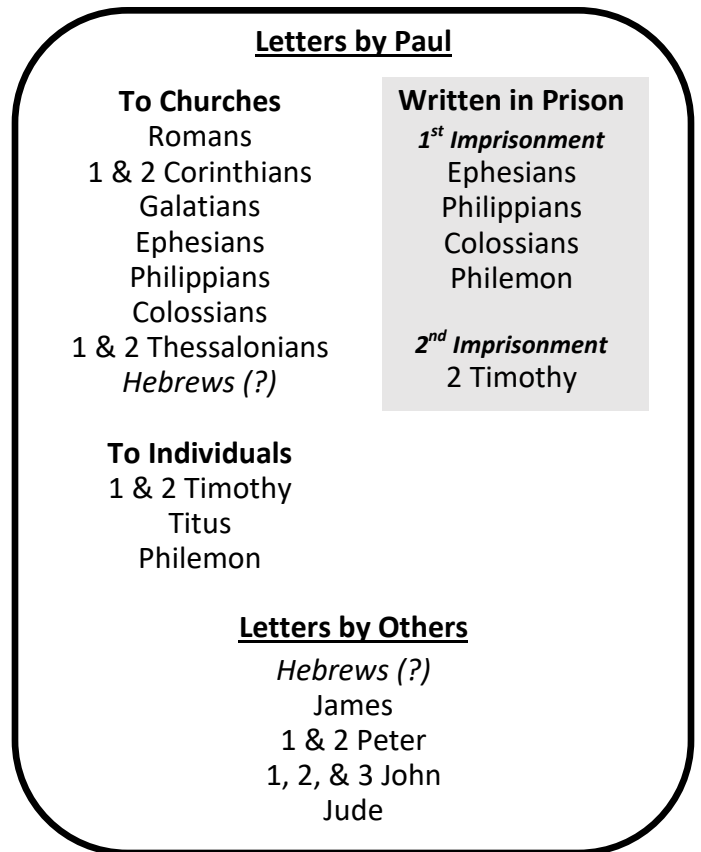 Letters by Paul
To Churches
Romans
1 & 2 Corinthians
Galatians
Ephesians
Philippians
Colossians
1 & 2 Thessalonians
Hebrews (?)
To Individuals
1 & 2 Timothy
Titus
Philemon
Written in Prison
1st Imprisonment
Ephesians
Philippians
Colossians
Philemon
2nd Imprisonment
2 Timothy
Letters by Others
Hebrews (?)
James
1 & 2 Peter
1, 2, & 3 John
Jude